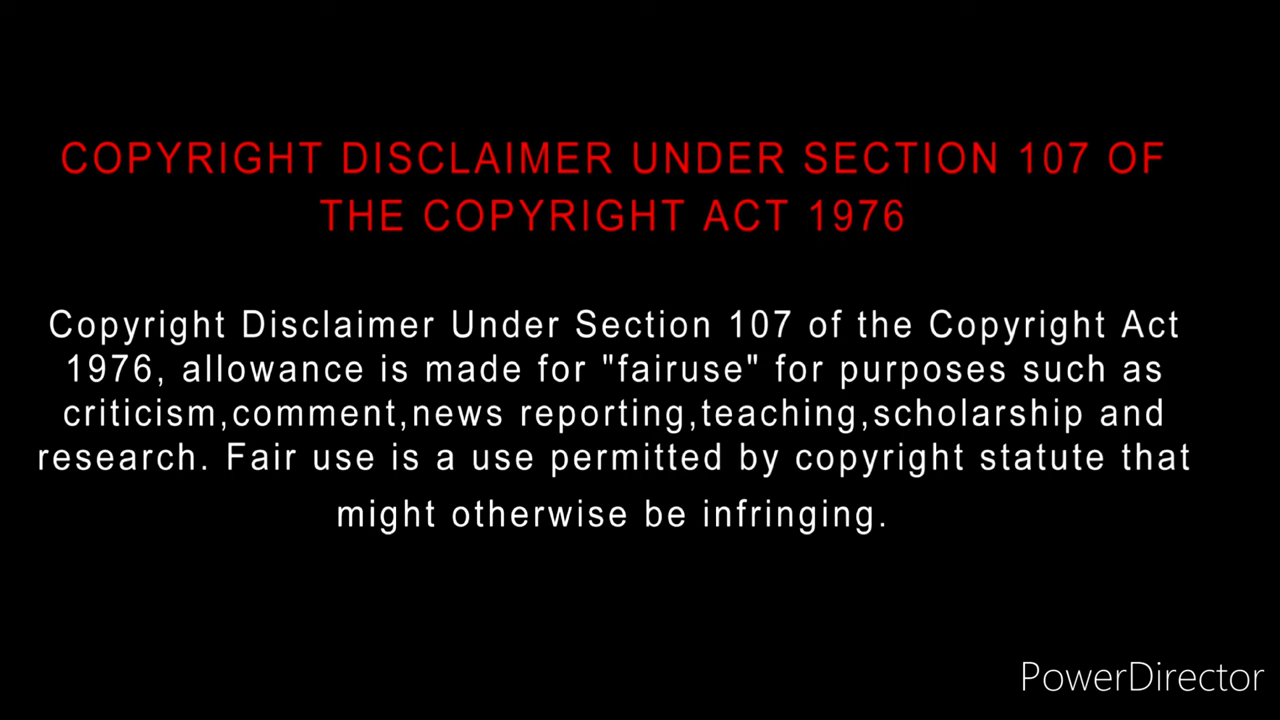 COPYRIGHT DISCLAIMER UNDER SECTION 107 OF
THE COPYRIGHT ACT 1976
Copyright Disclaimer Under Section 107 of the Copyright Act
1976, allowance is made for "fairuse" for purposes such as
criticism,comment,news reporting,teaching,scholarship and
research. Fair use is a use permitted by copyright statute that
might otherwise be infringing.
PowerDirector